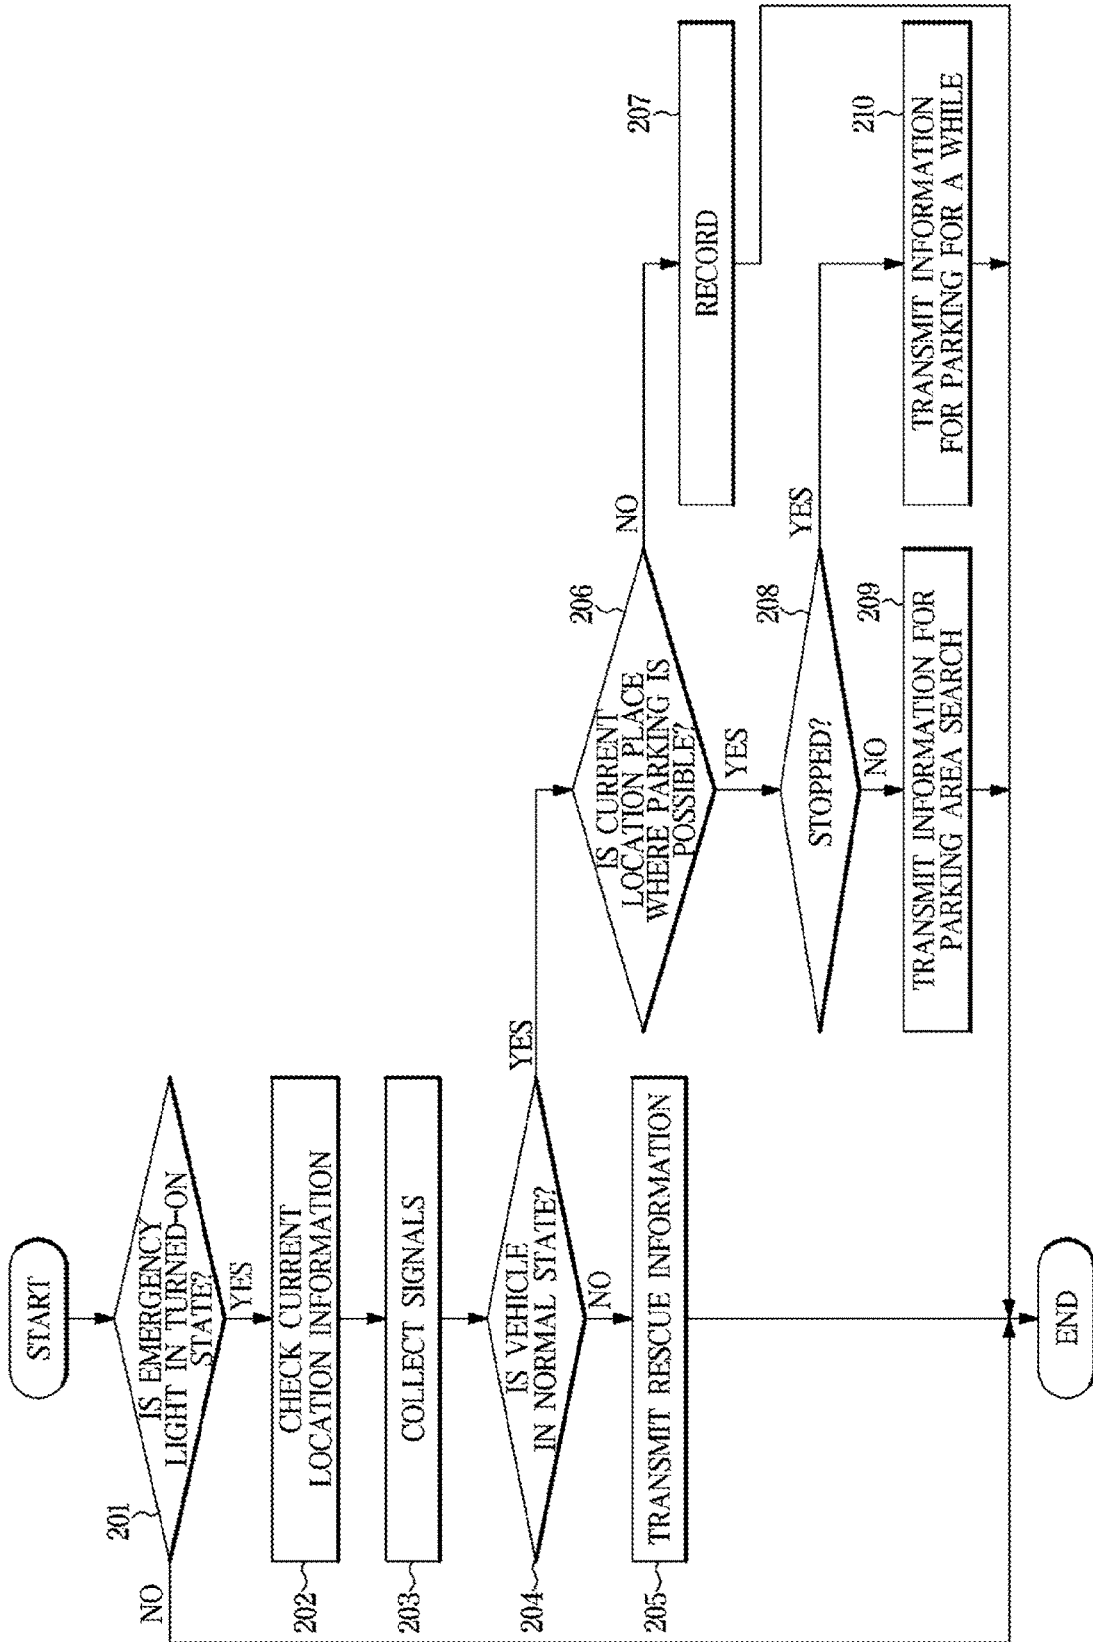 START
201
IS EMERGENCY
LIGHT IN TURNED-ON
STATE?
NO
YES
202
CHECK CURRENT
LOCATION INFORMATION
203
COLLECT SIGNALS
204
IS VEHICLE
IN NORMAL STATE?
YES
NO
205
TRANSMIT RESCUE INFORMATION
206
IS CURRENT
LOCATION PLACE
WHERE PARKING IS
POSSIBLE?
NO
YES
207
RECORD
208
STOPPED?
YES
NO
209
TRANSMIT INFORMATION FOR
PARKING AREA SEARCH
210
TRANSMIT INFORMATION
FOR PARKING FOR A WHILE
END